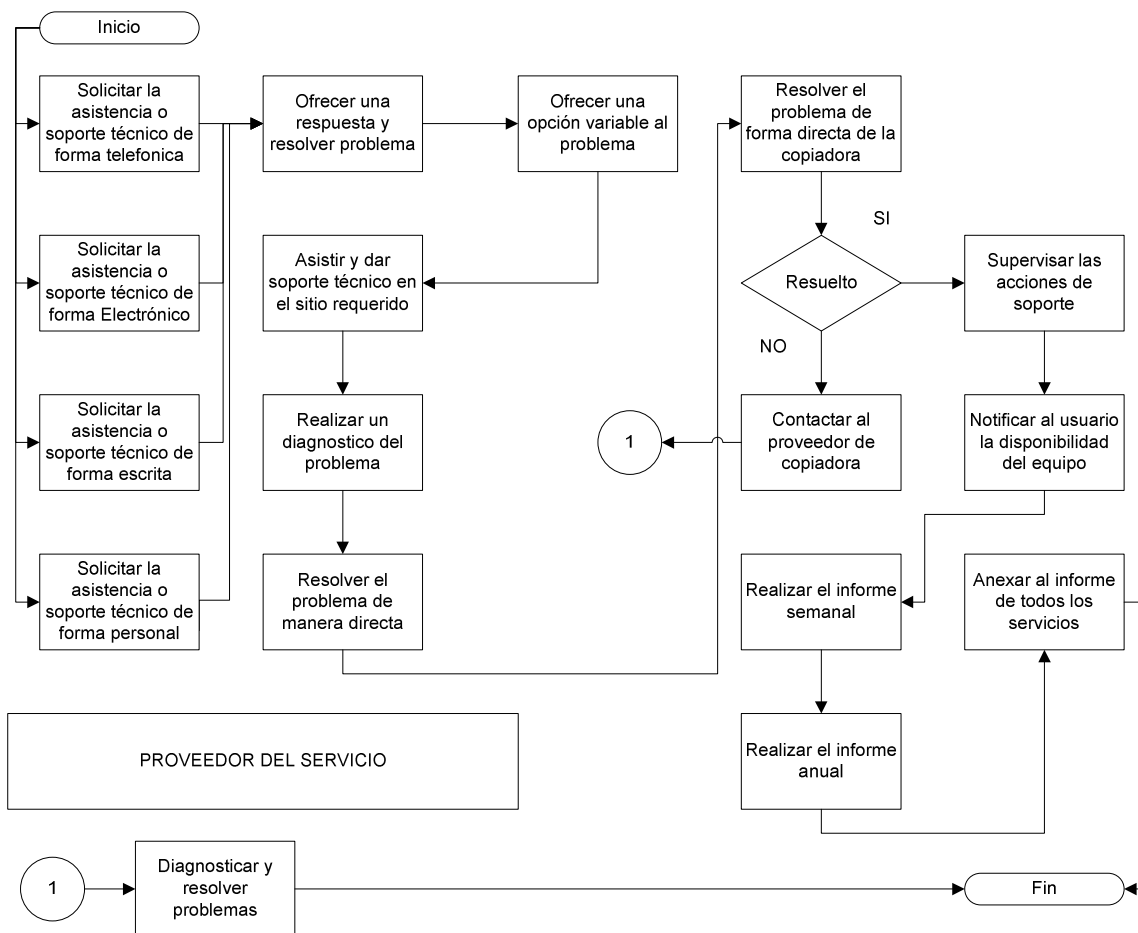 Inicio
Solicitar la
asistencia o
soporte técnico de
forma telefonica
Ofrecer una
respuesta y
resolver problema
Ofrecer una
opción variable al
problema
Resolver el
problema de
forma directa de la
copiadora
SI
Solicitar la
asistencia o
soporte técnico de
forma Electrónico
Asistir y dar
soporte técnico en
el sitio requerido
Resuelto
Supervisar las
acciones de
soporte
NO
Solicitar la
asistencia o
soporte técnico de
forma escrita
Realizar un
diagnostico del
problema
1
Contactar al
proveedor de
copiadora
Notificar al usuario
la disponibilidad
del equipo
Solicitar la
asistencia o
soporte técnico de
forma personal
Resolver el
problema de
manera directa
Realizar el informe
semanal
Anexar al informe
de todos los
servicios
PROVEEDOR DEL SERVICIO
Realizar el informe
anual
1
Diagnosticar y
resolver
problemas
Fin